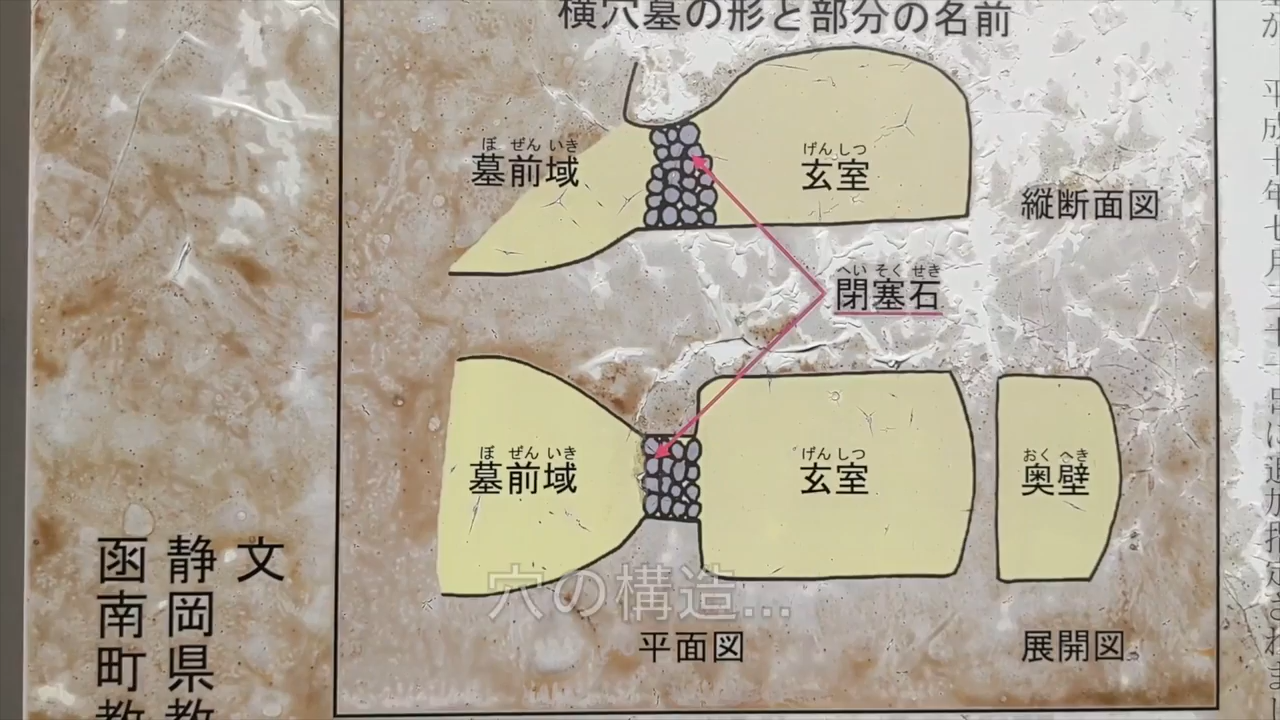 横穴墓の形と部分の名前
ぼ ぜん いき
墓前域
げん しつ
玄室
縦断面図
へい そく せき
閉塞石
ぼ ぜん いき
墓前域
げん しつ
玄室
おく へき
奥壁
穴の構造...
平面図
展開図
文
静岡県教
函南町教